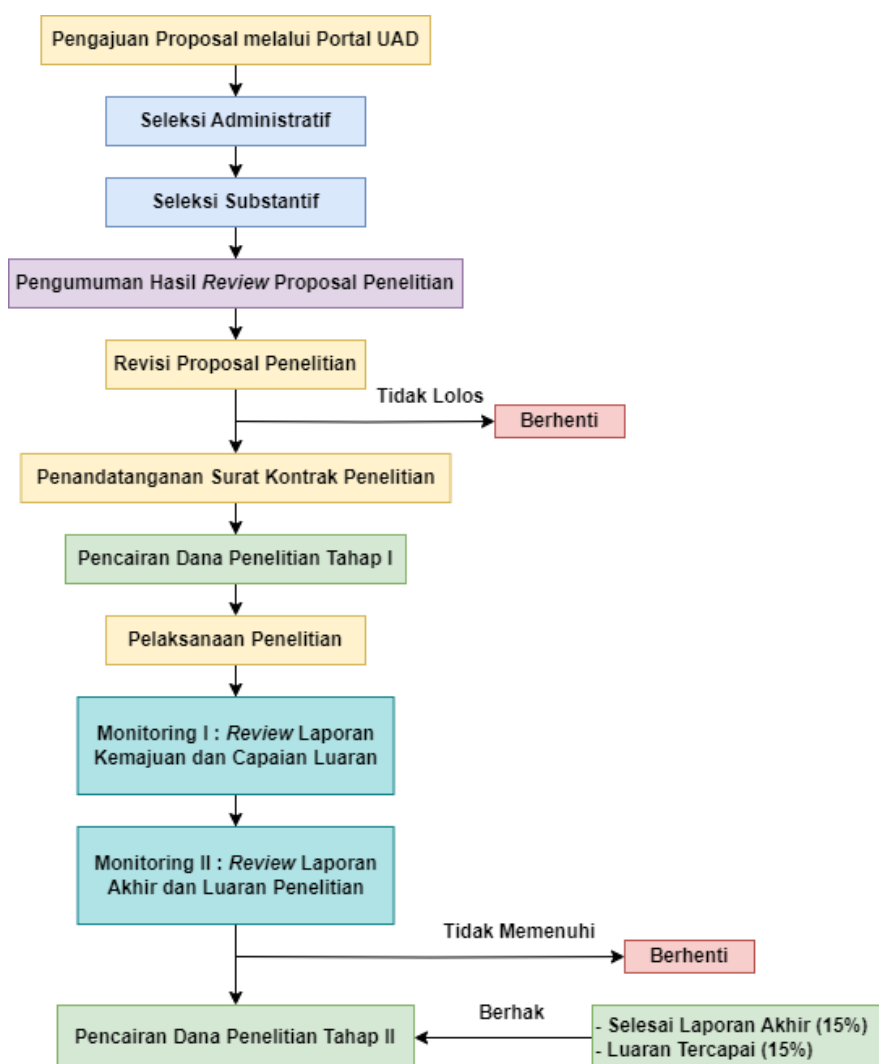 Pengajuan Proposal melalui Portal UAD
Seleksi Administratif
Seleksi Substantif
Pengumuman Hasil Review Proposal Penelitian
Revisi Proposal Penelitian
Tidak Lolos
Berhenti
Penandatanganan Surat Kontrak Penelitian
Pencairan Dana Penelitian Tahap I
Pelaksanaan Penelitian
Monitoring I : Review Laporan
Kemajuan dan Capaian Luaran
Monitoring II : Review Laporan
Akhir dan Luaran Penelitian
Tidak Memenuhi
Berhenti
Pencairan Dana Penelitian Tahap II
Berhak
- Selesai Laporan Akhir (15%)
- Luaran Tercapai (15%)